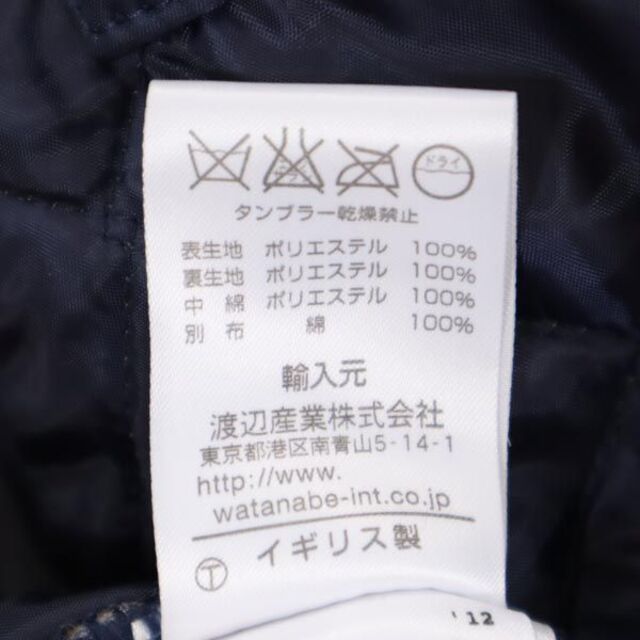 ドライ
タンブラー乾燥禁止
表生地 ポリエステル 100%
裏生地 ポリエステル 100%
中 綿 ポリエステル 100%
別 布 綿 100%
輸入元
渡辺産業株式会社
東京都港区南青山5-14-1
http://www.
watanabe-int.co.jp
Ⓣ イギリス製
'12